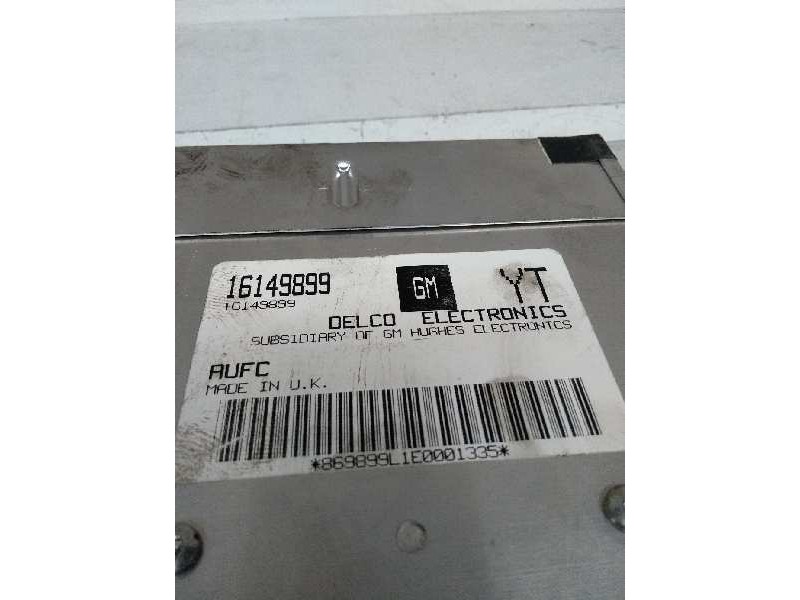 16149899
16149899
GM
YT
DELCO ELECTRONICS
SUBSIDIARY OF GM HUGHES ELECTRONICS
AUFC
MADE IN U.K.
*869899L1E0001335*